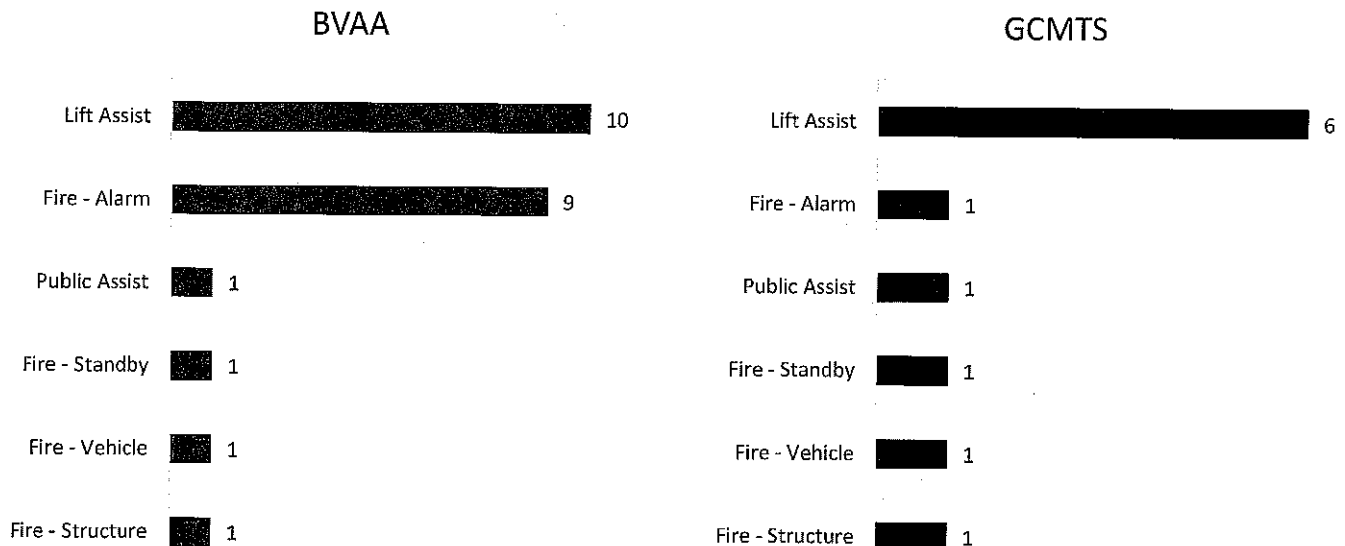 BVAA
Lift Assist 10
Fire - Alarm 9
Public Assist 1
Fire - Standby 1
Fire - Vehicle 1
Fire - Structure 1
GCMTS
Lift Assist 6
Fire - Alarm 1
Public Assist 1
Fire - Standby 1
Fire - Vehicle 1
Fire - Structure 1